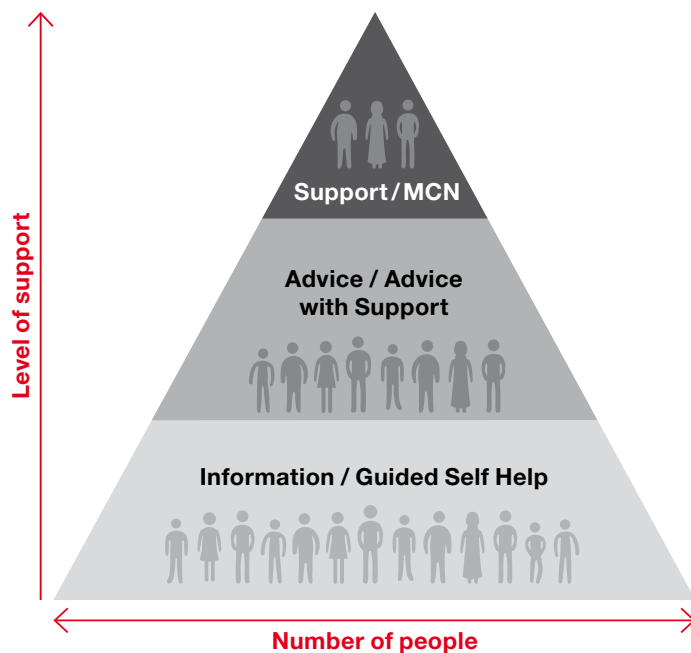 Level of support
Support / MCN
Advice / Advice
with Support
Information / Guided Self Help
Number of people